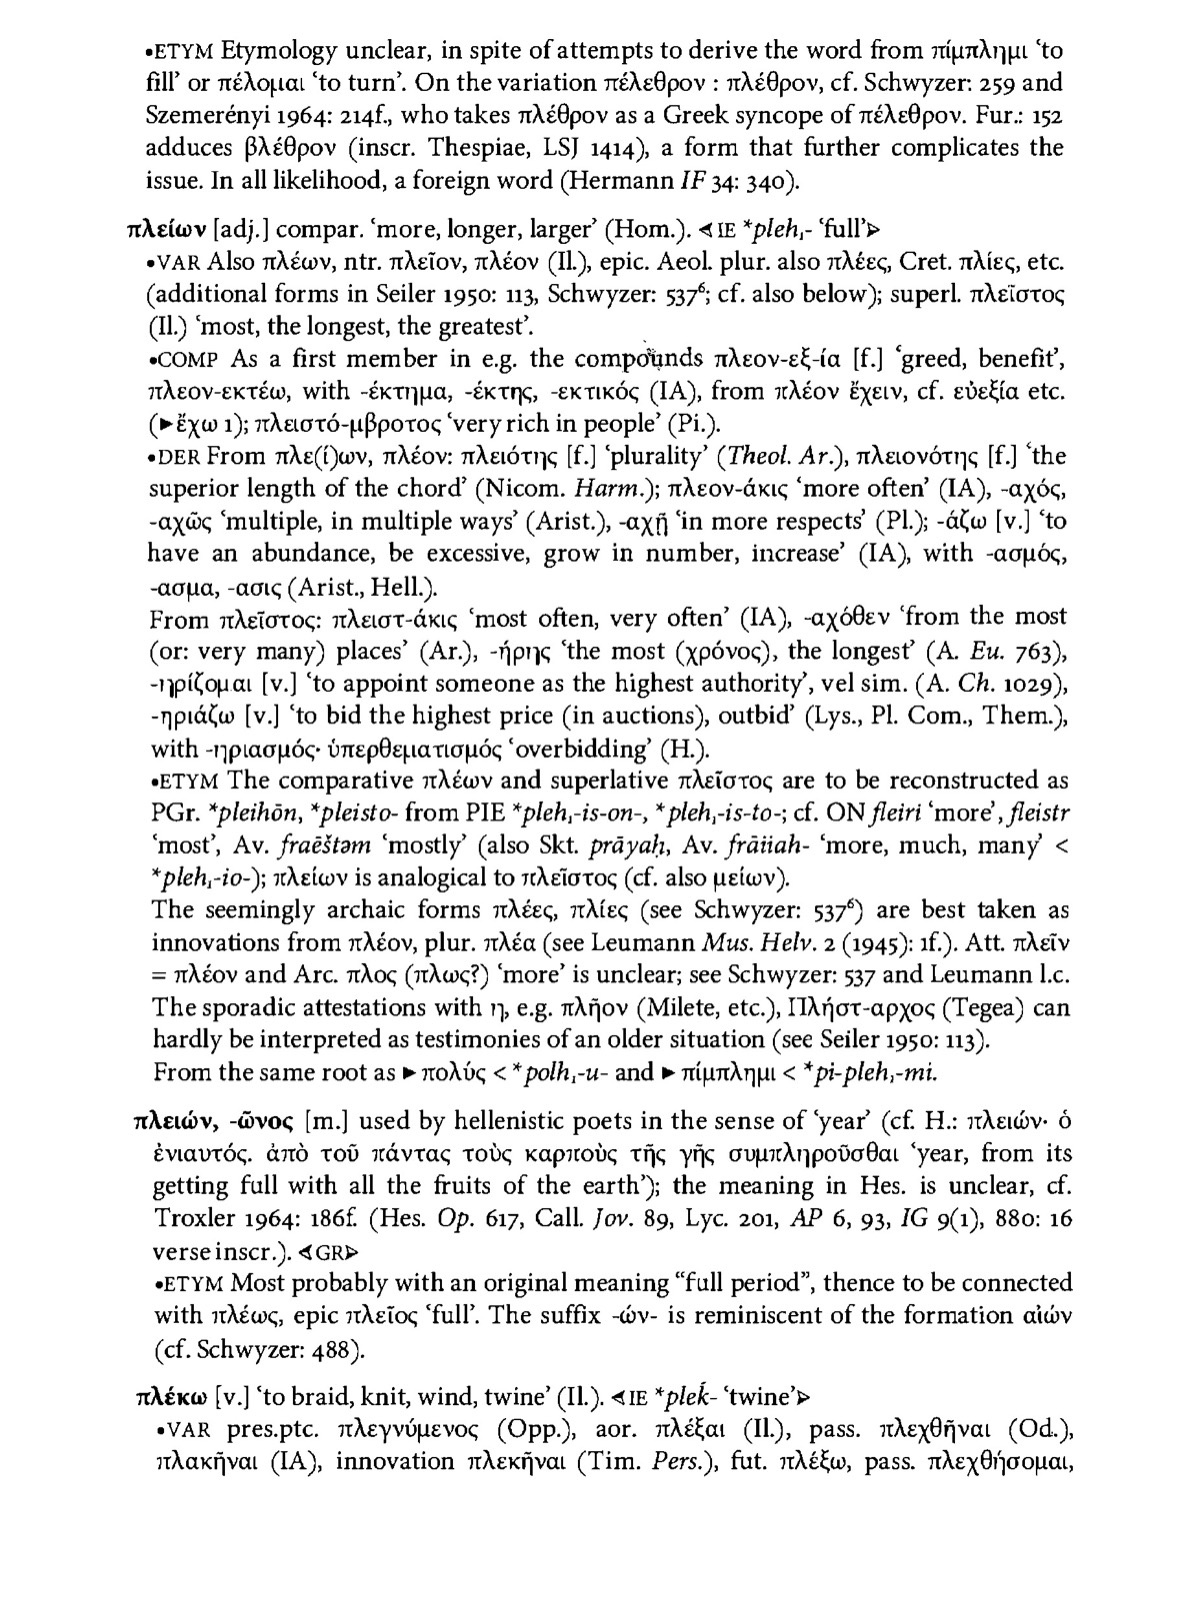 •ETYM Etymology unclear, in spite of attempts to derive the word from πίμπλημι ‘to
fill’ or πέλομαι ‘to turn’. On the variation πέλεθρον : πλέθρον, cf. Schwyzer: 259 and
Szemerényi 1964: 214f., who takes πλέθρον as a Greek syncope of πέλεθρον. Fur.: 152
adduces βλέθρον (inscr. Thespiae, LSJ 1414), a form that further complicates the
issue. In all likelihood, a foreign word (Hermann IF 34: 340).
πλείων [adj.] compar. ‘more, longer, larger’ (Hom.). ⋖IE *pleh₁- ‘full’⋗
•VAR Also πλέων, ntr. πλεῖον, πλέον (Il.), epic. Aeol. plur. also πλέες, Cret. πλίες, etc.
(additional forms in Seiler 1950: 113, Schwyzer: 537⁶; cf. also below); superl. πλεῖστος
(Il.) ‘most, the longest, the greatest’.
•COMP As a first member in e.g. the compounds πλεον-εξ-ία [f.] ‘greed, benefit’,
πλεον-εκτέω, with -έκτημα, -έκτης, -εκτικός (IA), from πλέον ἔχειν, cf. εὐεξία etc.
(►ἔχω 1); πλειστό-μβροτος ‘very rich in people’ (Pi.).
•DER From πλε(ί)ων, πλέον: πλειότης [f.] ‘plurality’ (Theol. Ar.), πλειονότης [f.] ‘the
superior length of the chord’ (Nicom. Harm.); πλεον-άκις ‘more often’ (IA), -αχός,
-αχῶς ‘multiple, in multiple ways’ (Arist.), -αχῇ ‘in more respects’ (Pl.); -άζω [v.] ‘to
have an abundance, be excessive, grow in number, increase’ (IA), with -ασμός,
-ασμα, -ασις (Arist., Hell.).
From πλεῖστος: πλειστ-άκις ‘most often, very often’ (IA), -αχόθεν ‘from the most
(or: very many) places’ (Ar.), -ήρης ‘the most (χρόνος), the longest’ (A. Eu. 763),
-ηρίζομαι [v.] ‘to appoint someone as the highest authority’, vel sim. (A. Ch. 1029),
-ηριάζω [v.] ‘to bid the highest price (in auctions), outbid’ (Lys., Pl. Com., Them.),
with -ηριασμός· ὑπερθεματισμός ‘overbidding’ (H.).
•ETYM The comparative πλέων and superlative πλεῖστος are to be reconstructed as
PGr. *pleihōn, *pleisto- from PIE *pleh₁-is-on-, *pleh₁-is-to-; cf. ON fleiri ‘more’, fleistr
‘most’, Av. fraēštəm ‘mostly’ (also Skt. prāyaḥ, Av. frāiiah- ‘more, much, many’ <
*pleh₁-io-); πλείων is analogical to πλεῖστος (cf. also μείων).
The seemingly archaic forms πλέες, πλίες (see Schwyzer: 537⁶) are best taken as
innovations from πλέον, plur. πλέα (see Leumann Mus. Helv. 2 (1945): 1f.). Att. πλεῖν
= πλέον and Arc. πλος (πλως?) ‘more’ is unclear; see Schwyzer: 537 and Leumann l.c.
The sporadic attestations with η, e.g. πλῆον (Milete, etc.), Πλήστ-αρχος (Tegea) can
hardly be interpreted as testimonies of an older situation (see Seiler 1950: 113).
From the same root as ► πολύς < *polh₁-u- and ► πίμπλημι < *pi-pleh₁-mi.
πλειών, -ῶνος [m.] used by hellenistic poets in the sense of ‘year’ (cf. H.: πλειών· ὁ
ἐνιαυτός. ἀπὸ τοῦ πάντας τοὺς καρποὺς τῆς γῆς συμπληροῦσθαι ‘year, from its
getting full with all the fruits of the earth’); the meaning in Hes. is unclear, cf.
Troxler 1964: 186f. (Hes. Op. 617, Call. Jov. 89, Lyc. 201, AP 6, 93, IG 9(1), 880: 16
verse inscr.). ⋖GR⋗
•ETYM Most probably with an original meaning “full period”, thence to be connected
with πλέως, epic πλεῖος ‘full’. The suffix -ών- is reminiscent of the formation αἰών
(cf. Schwyzer: 488).
πλέκω [v.] ‘to braid, knit, wind, twine’ (Il.). ⋖IE *pleḱ- ‘twine’⋗
•VAR pres.ptc. πλεγνύμενος (Opp.), aor. πλέξαι (Il.), pass. πλεχθῆναι (Od.),
πλακῆναι (IA), innovation πλεκῆναι (Tim. Pers.), fut. πλέξω, pass. πλεχθήσομαι,